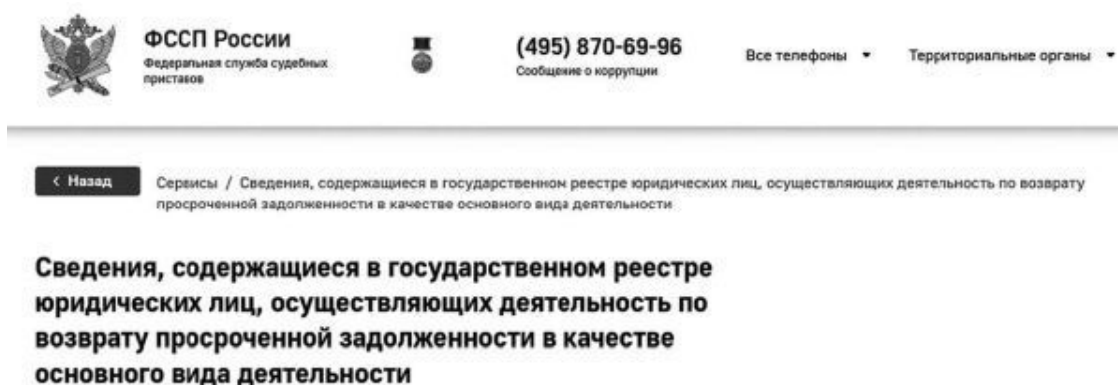 ФССП России
Федеральная служба судебных
приставов
(495) 870-69-96
Сообщение о коррупции
Все телефоны
Территориальные органы
< Назад
Сервисы / Сведения, содержащиеся в государственном реестре юридических лиц, осуществляющих деятельность по возврату
просроченной задолженности в качестве основного вида деятельности
Сведения, содержащиеся в государственном реестре
юридических лиц, осуществляющих деятельность по
возврату просроченной задолженности в качестве
основного вида деятельности